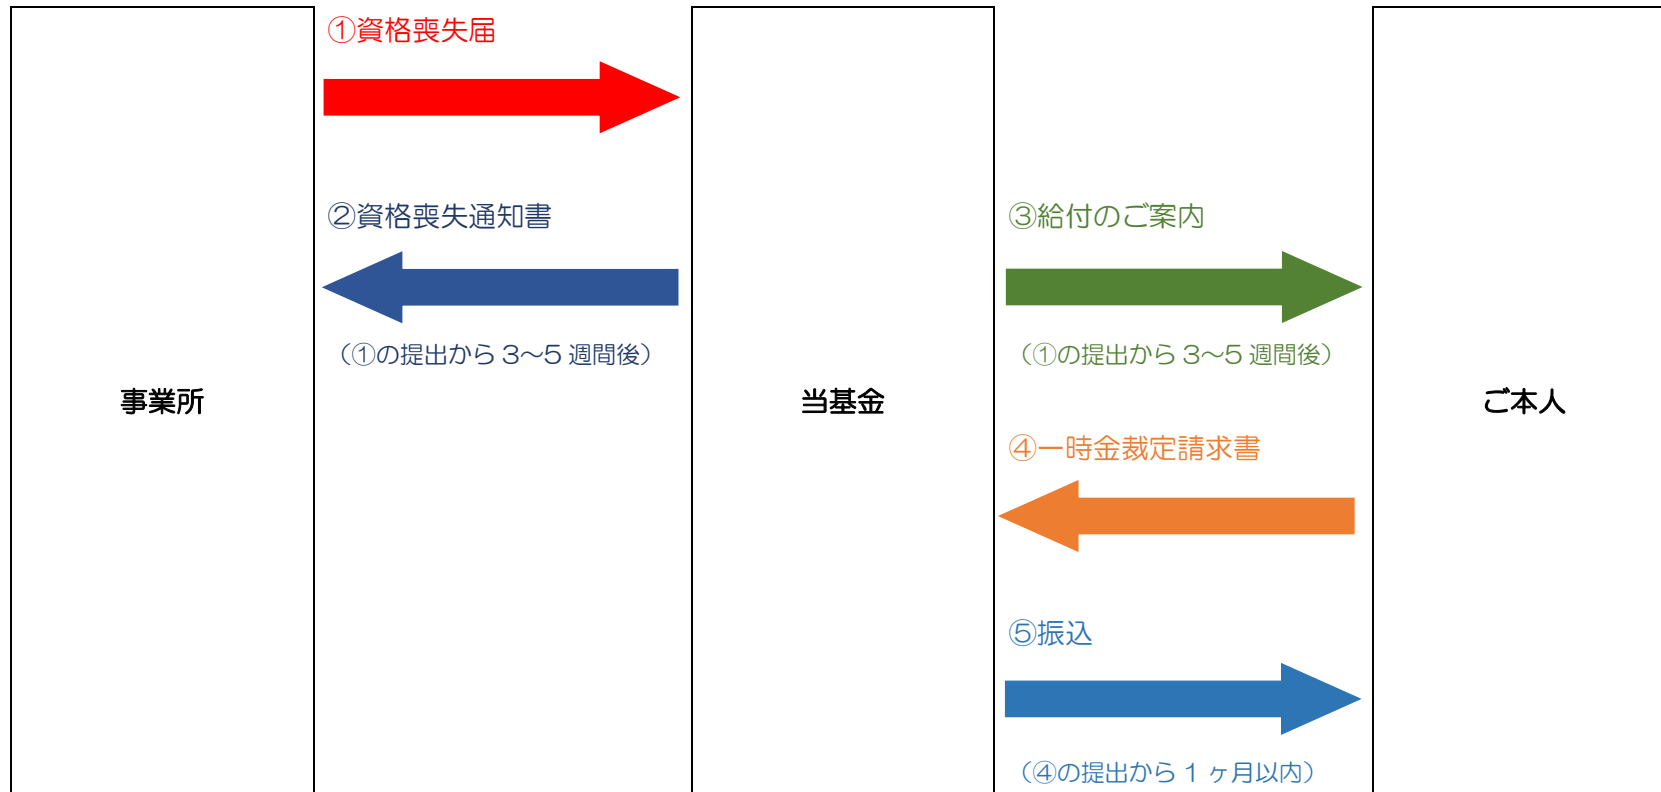 ①資格喪失届
②資格喪失通知書
③給付のご案内
（①の提出から 3～5 週間後）
（①の提出から 3～5 週間後）
事業所
当基金
ご本人
④一時金裁定請求書
⑤振込
（④の提出から 1 ヶ月以内）